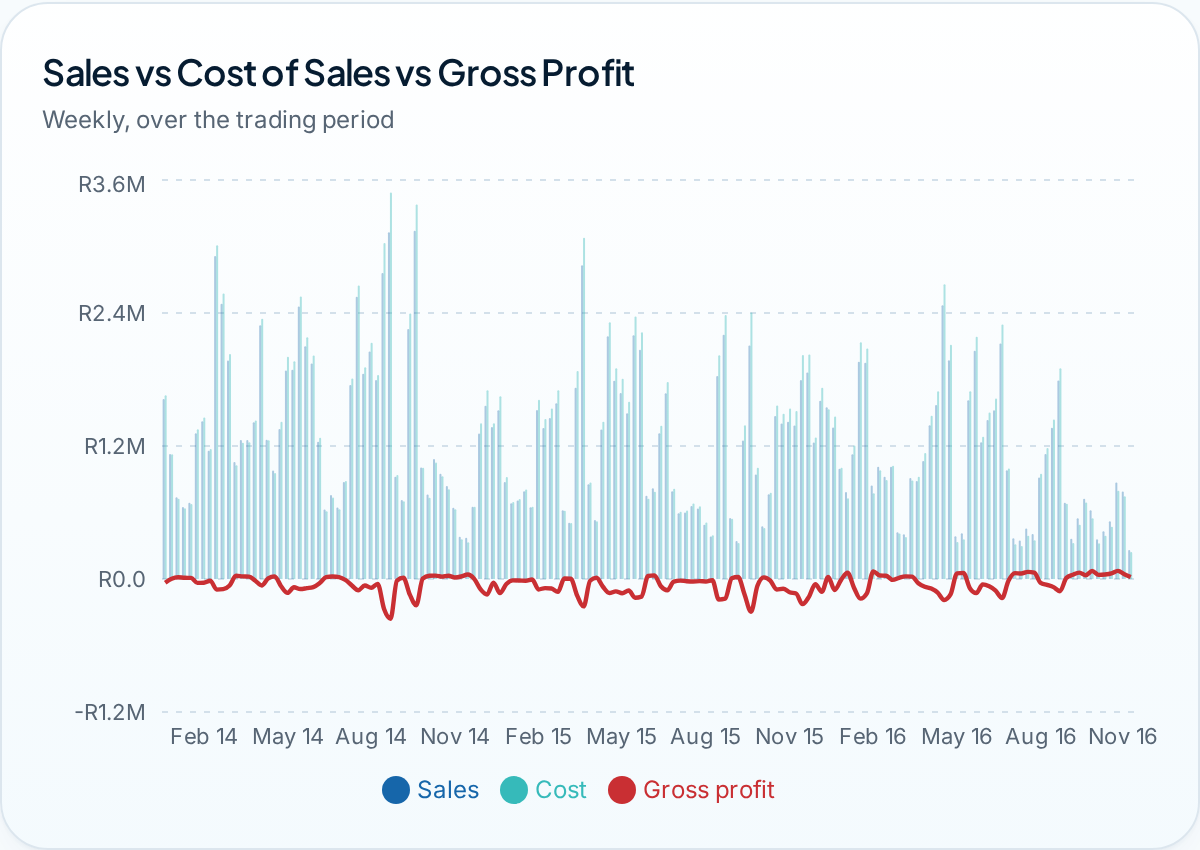 Sales vs Cost of Sales vs Gross Profit
Weekly, over the trading period
R3.6M
R2.4M
R1.2M
R0.0
-R1.2M
Feb 14 May 14 Aug 14 Nov 14 Feb 15 May 15 Aug 15 Nov 15 Feb 16 May 16 Aug 16 Nov 16
Sales Cost Gross profit